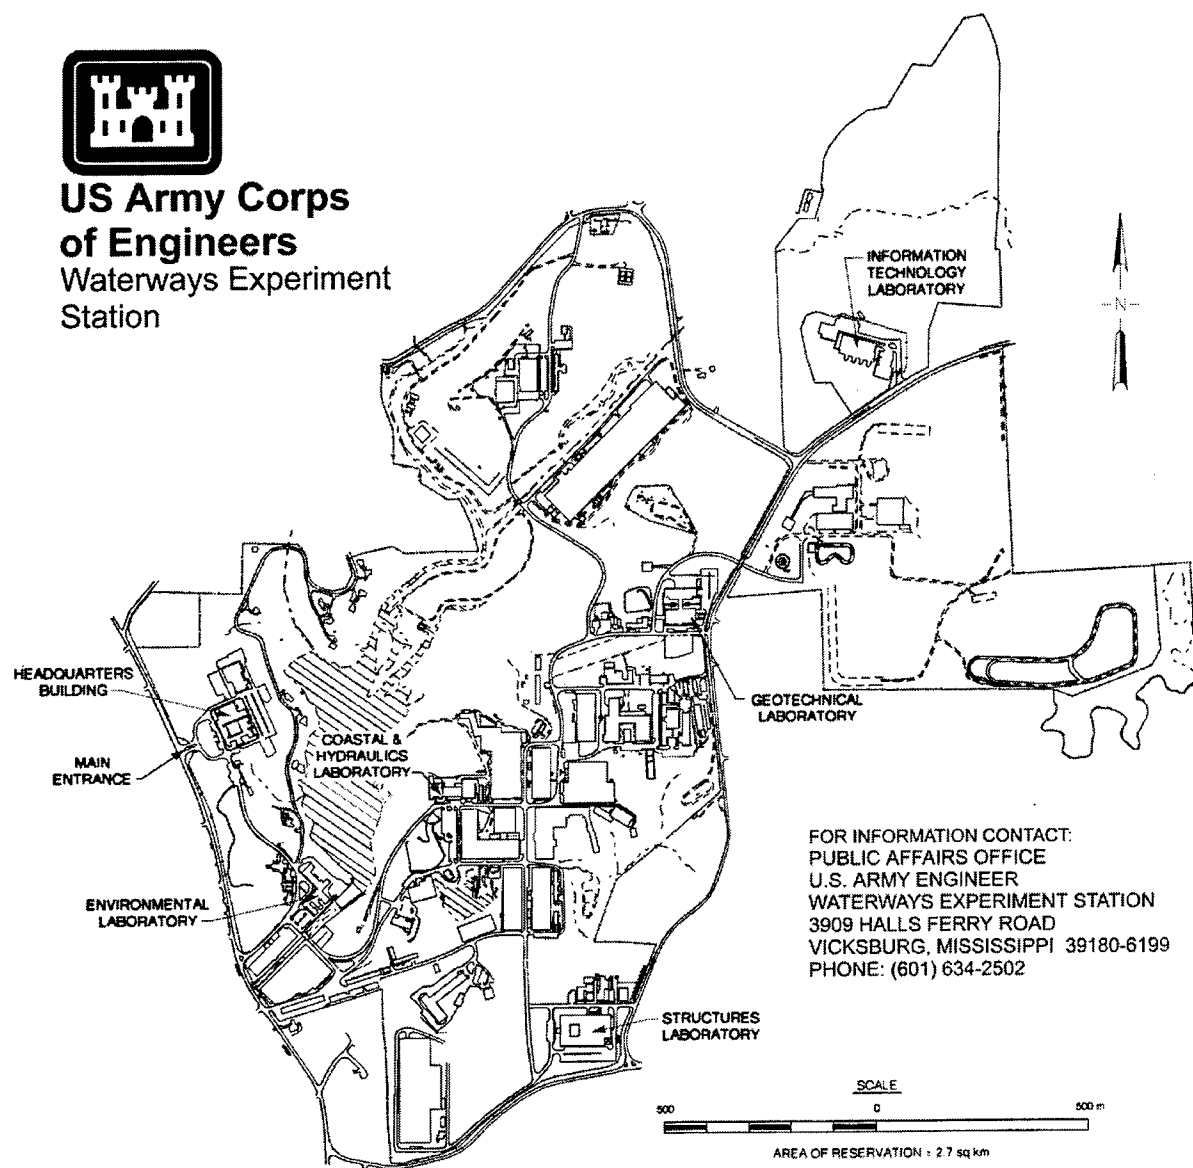 US Army Corps
of Engineers
Waterways Experiment
Station
INFORMATION
TECHNOLOGY
LABORATORY
N
HEADQUARTERS
BUILDING
GEOTECHNICAL
LABORATORY
COASTAL &
HYDRAULICS
LABORATORY
MAIN
ENTRANCE
ENVIRONMENTAL
LABORATORY
FOR INFORMATION CONTACT:
PUBLIC AFFAIRS OFFICE
U.S. ARMY ENGINEER
WATERWAYS EXPERIMENT STATION
3909 HALLS FERRY ROAD
VICKSBURG, MISSISSIPPI 39180-6199
PHONE: (601) 634-2502
STRUCTURES
LABORATORY
SCALE
500 0 500 m
AREA OF RESERVATION = 2.7 sq km